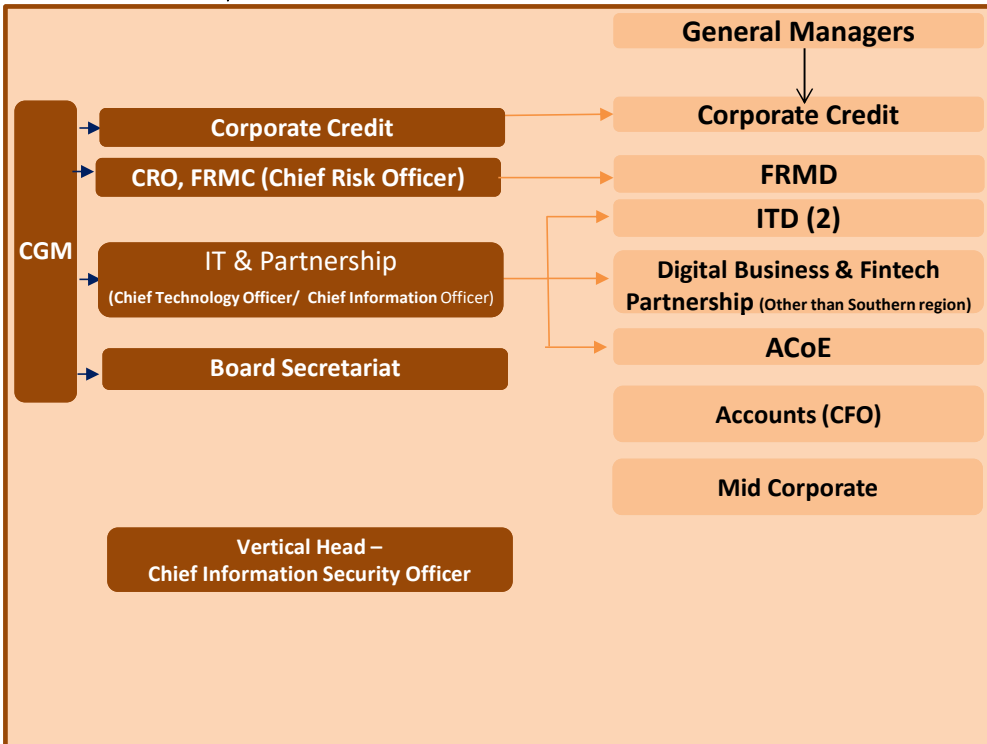 General Managers
CGM
Corporate Credit
Corporate Credit
CRO, FRMC (Chief Risk Officer)
FRMD
IT & Partnership
(Chief Technology Officer/ Chief Information Officer)
ITD (2)
Digital Business & Fintech
Partnership (Other than Southern region)
ACoE
Board Secretariat
Accounts (CFO)
Mid Corporate
Vertical Head –
Chief Information Security Officer